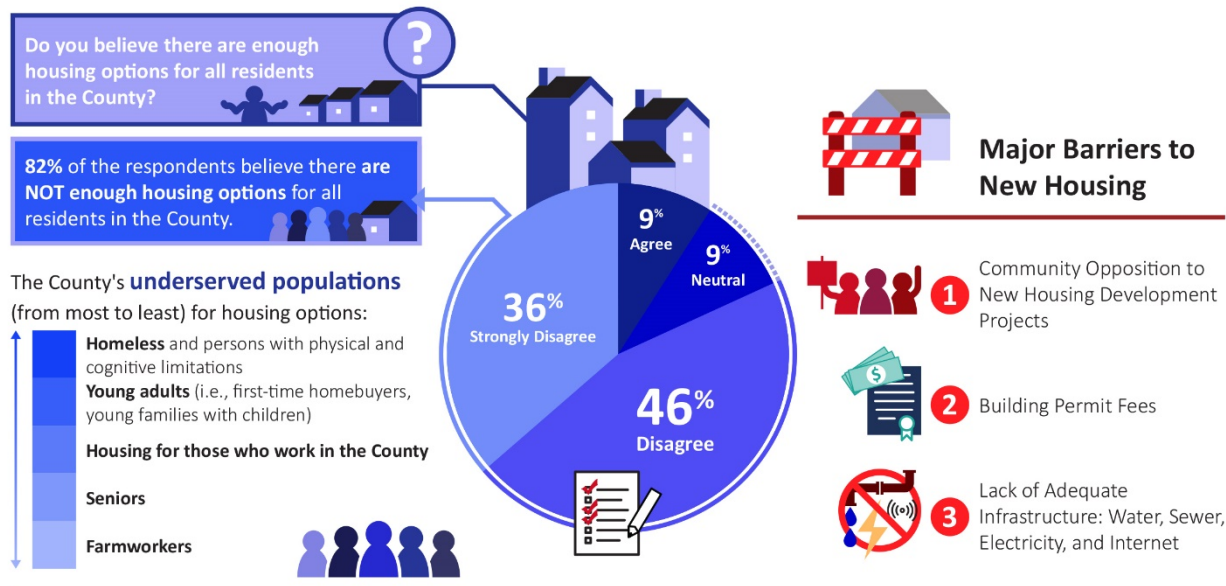 Do you believe there are enough
housing options for all residents
in the County?
?
82% of the respondents believe there are
NOT enough housing options for all
residents in the County.
The County's underserved populations
(from most to least) for housing options:
Homeless and persons with physical and
cognitive limitations
Young adults (i.e., first-time homebuyers,
young families with children)
Housing for those who work in the County
Seniors
Farmworkers
9%
Agree
9%
Neutral
36%
Strongly Disagree
46%
Disagree
Major Barriers to
New Housing
1
Community Opposition to
New Housing Development
Projects
$
2
Building Permit Fees
3
Lack of Adequate
Infrastructure: Water, Sewer,
Electricity, and Internet